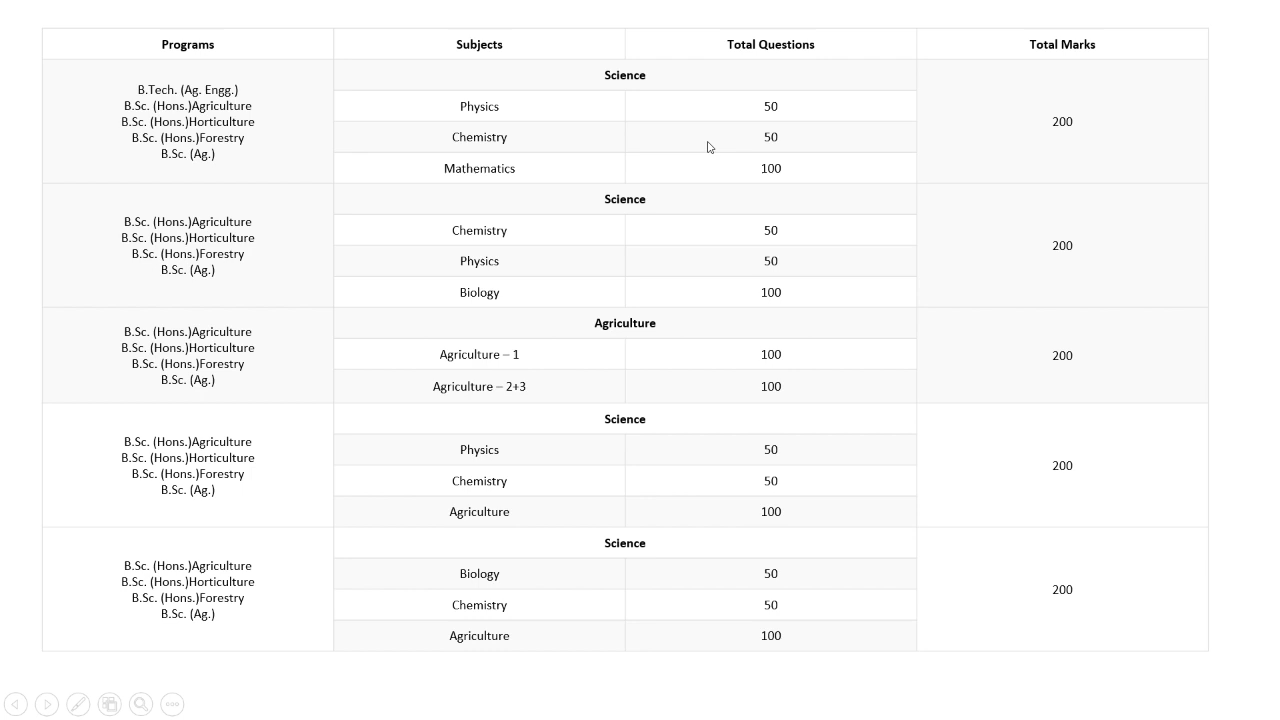 Programs Subjects Total Questions Total Marks
B.Tech. (Ag. Engg.)
B.Sc. (Hons.)Agriculture
B.Sc. (Hons.)Horticulture
B.Sc. (Hons.)Forestry
B.Sc. (Ag.)
Science
Physics 50
Chemistry 50
Mathematics 100
200
B.Sc. (Hons.)Agriculture
B.Sc. (Hons.)Horticulture
B.Sc. (Hons.)Forestry
B.Sc. (Ag.)
Science
Chemistry 50
Physics 50
Biology 100
200
B.Sc. (Hons.)Agriculture
B.Sc. (Hons.)Horticulture
B.Sc. (Hons.)Forestry
B.Sc. (Ag.)
Agriculture
Agriculture – 1 100
Agriculture – 2+3 100
200
B.Sc. (Hons.)Agriculture
B.Sc. (Hons.)Horticulture
B.Sc. (Hons.)Forestry
B.Sc. (Ag.)
Science
Physics 50
Chemistry 50
Agriculture 100
200
B.Sc. (Hons.)Agriculture
B.Sc. (Hons.)Horticulture
B.Sc. (Hons.)Forestry
B.Sc. (Ag.)
Science
Biology 50
Chemistry 50
Agriculture 100
200